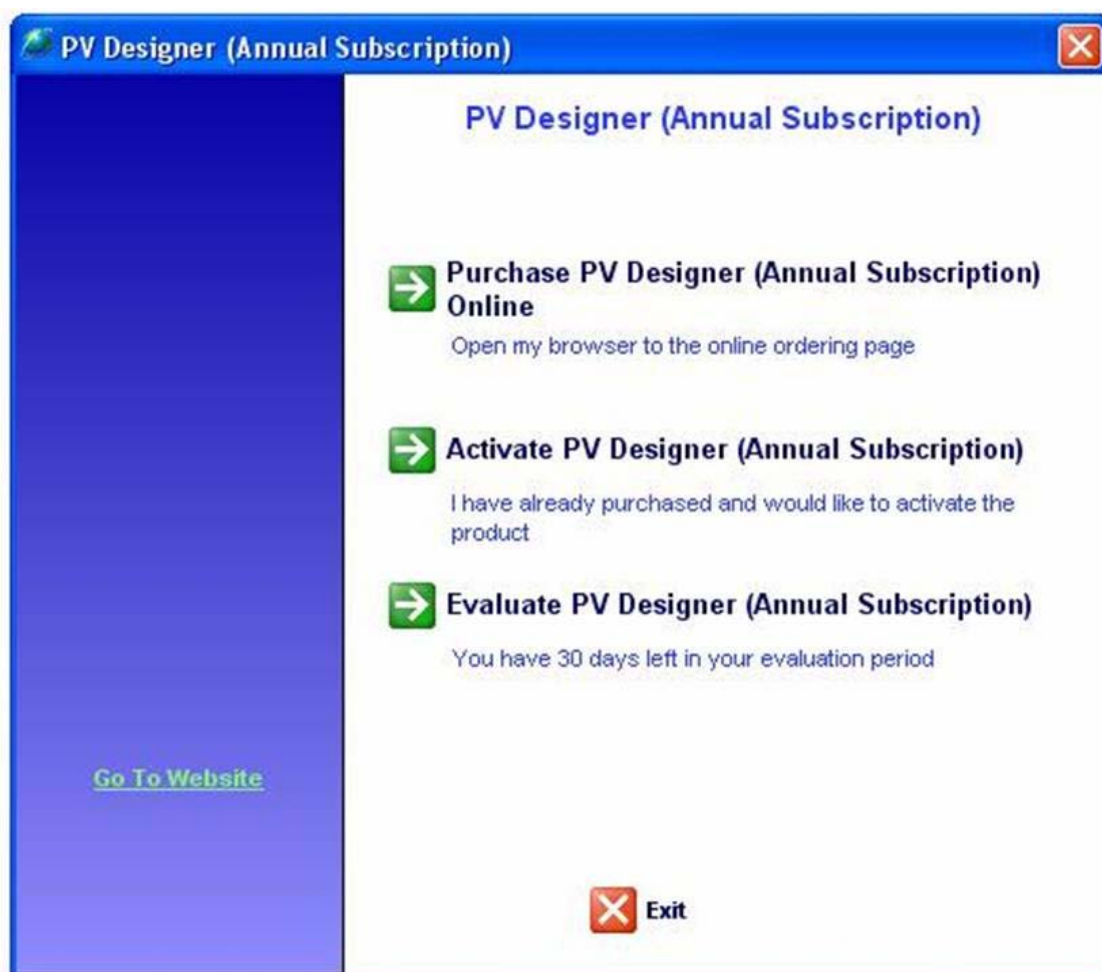 PV Designer (Annual Subscription)
PV Designer (Annual Subscription)
Purchase PV Designer (Annual Subscription)
Online
Open my browser to the online ordering page
Activate PV Designer (Annual Subscription)
I have already purchased and would like to activate the
product
Evaluate PV Designer (Annual Subscription)
You have 30 days left in your evaluation period
Go To Website
Exit